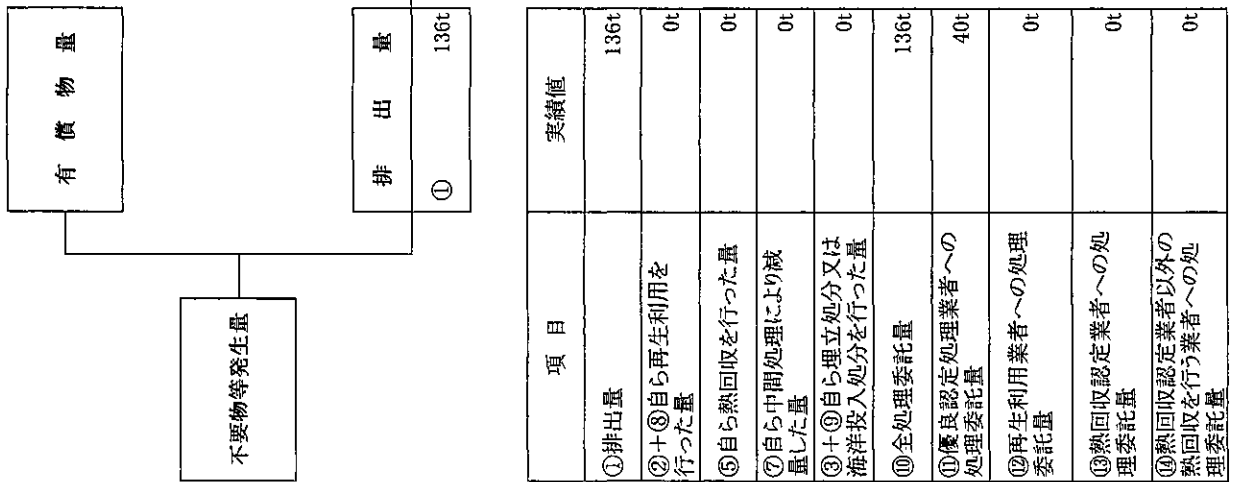 不要物等発生量
有償物量
排出量
① 136t
項目 実績値
①排出量 136t
②+⑧自ら再生利用を
行った量 0t
⑤自ら熱回収を行った量 0t
⑦自ら中間処理により減
量した量 0t
③+⑨自ら埋立処分又は
海洋投入処分を行った量 0t
⑩全処理委託量 136t
⑪優良認定処理業者への
処理委託量 40t
⑫再生利用業者への処理
委託量 0t
⑬熱回収認定業者への処
理委託量 0t
⑭熱回収認定業者以外の
熱回収を行う業者への処
理委託量 0t